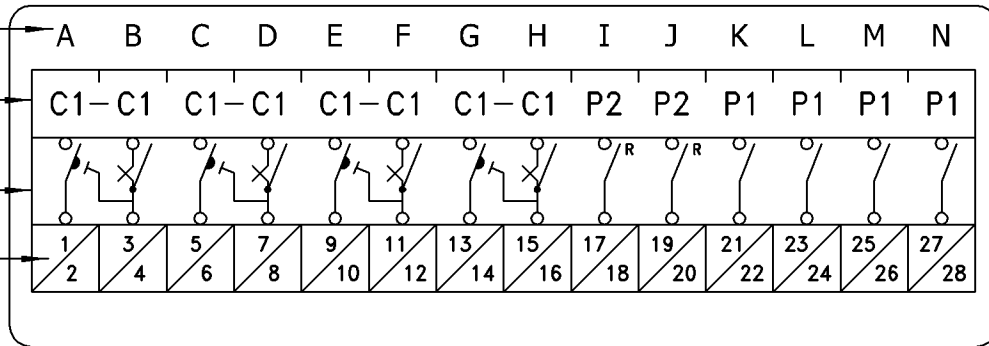 A B C D E F G H I J K L M N
C1-C1 C1-C1 C1-C1 C1-C1 P2 P2 P1 P1 P1 P1
R R
1 3 5 7 9 11 13 15 17 19 21 23 25 27
2 4 6 8 10 12 14 16 18 20 22 24 26 28